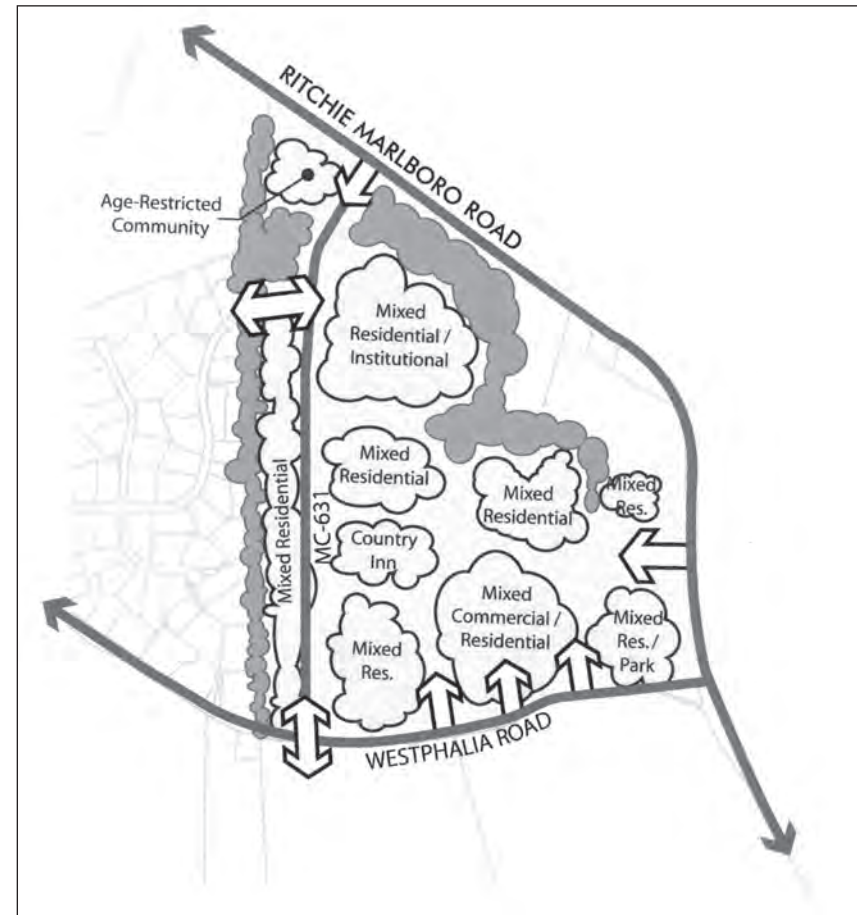 RITCHIE MARLBORO ROAD
Age-Restricted
Community
Mixed
Residential /
Institutional
Mixed
Residential
Mixed
Residential
Mixed
Res.
Mixed Residential
MC-631
Country
Inn
Mixed
Commercial /
Residential
Mixed
Res./
Park
Mixed
Res.
WESTPHALIA ROAD